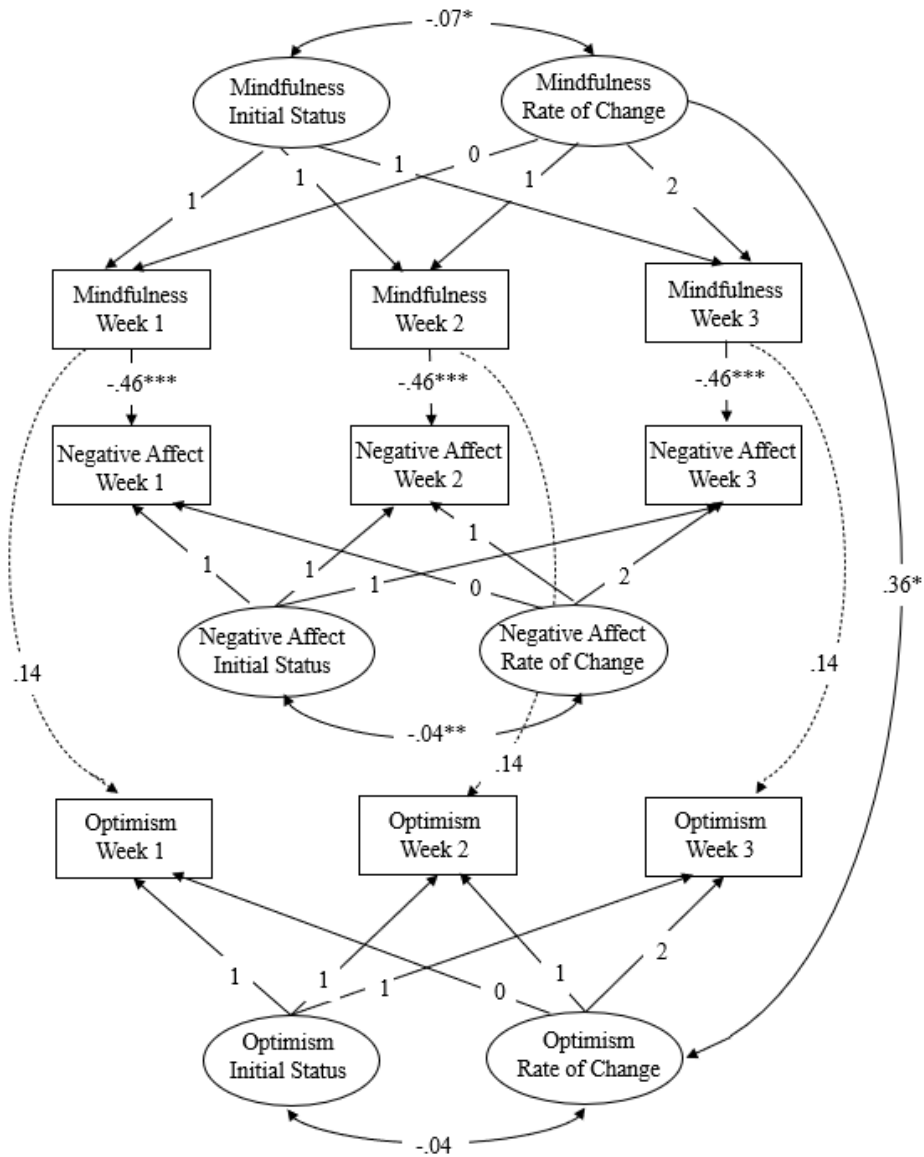 -.07*
Mindfulness
Initial Status
Mindfulness
Rate of Change
1
1
1
0
1
2
Mindfulness
Week 1
Mindfulness
Week 2
Mindfulness
Week 3
-.46***
-.46***
-.46***
Negative Affect
Week 1
Negative Affect
Week 2
Negative Affect
Week 3
1
1
1
0
1
2
.36*
Negative Affect
Initial Status
Negative Affect
Rate of Change
.14
.14
-.04**
.14
Optimism
Week 1
Optimism
Week 2
Optimism
Week 3
1
1
1
0
1
2
Optimism
Initial Status
Optimism
Rate of Change
-.04